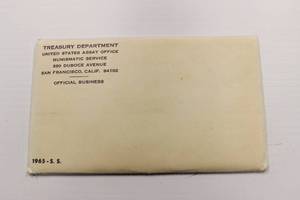 TREASURY DEPARTMENT
UNITED STATES ASSAY OFFICE
NUMISMATIC SERVICE
350 DUBOCE AVENUE
SAN FRANCISCO, CALIF. 94102
OFFICIAL BUSINESS
1965 - S. S.